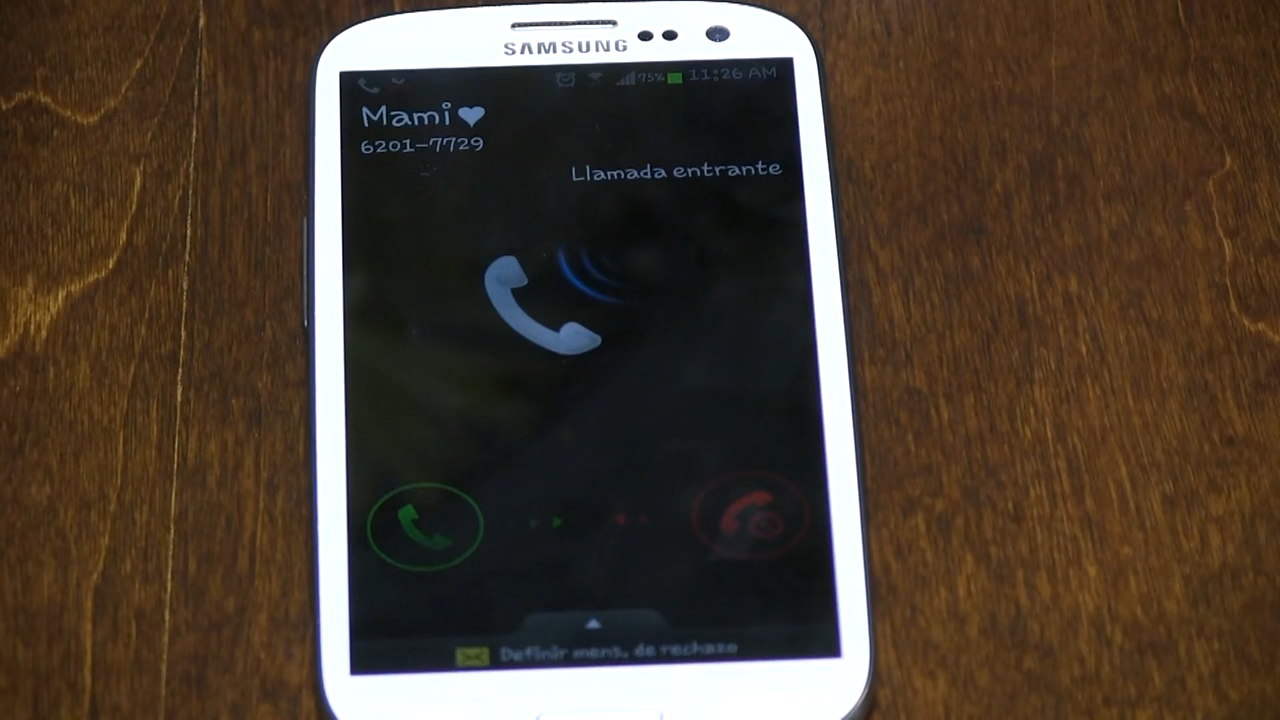 SAMSUNG
75% 11:26 AM
Mami♥
6201-7729
Llamada entrante
Definir mens. de rechazo